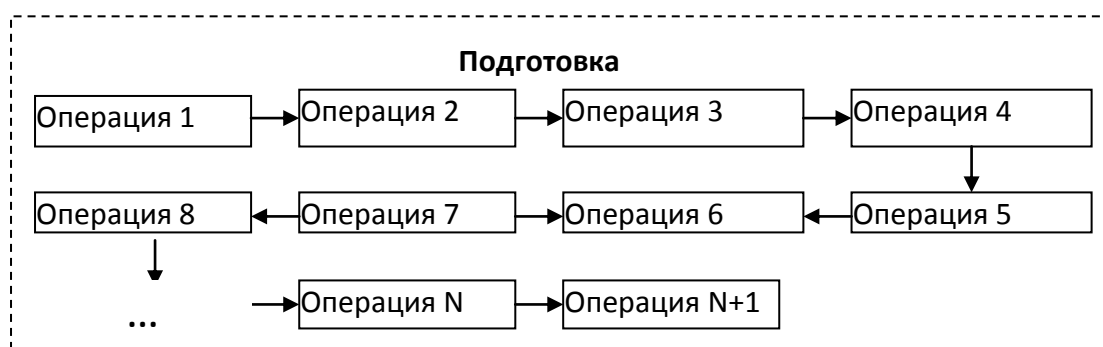 Подготовка
Операция 1
Операция 2
Операция 3
Операция 4
Операция 8
Операция 7
Операция 6
Операция 5
...
Операция N
Операция N+1